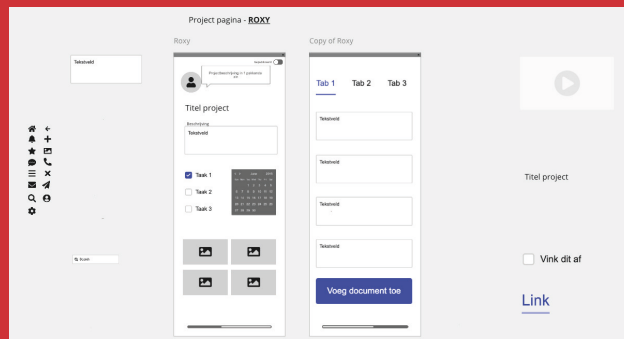 Project pagina - ROXY
Roxy
Copy of Roxy
Tekstveld
Titel project
Beschrijving
Tekstveld
Taak 1
Taak 2
Taak 3
Tab 1 Tab 2 Tab 3
Tekstveld
Tekstveld
Tekstveld
Tekstveld
Voeg document toe
Titel project
Vink dit af
Link